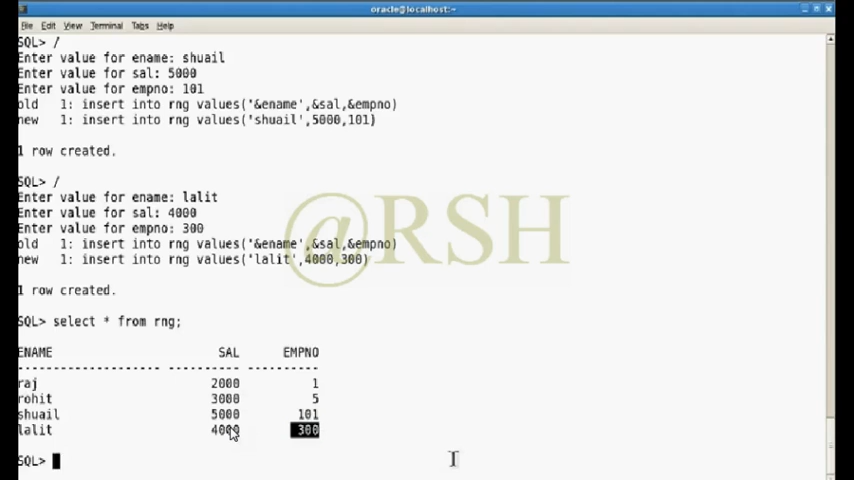 oracle@localhost:~
File Edit View Terminal Tabs Help
SQL> /
Enter value for ename: shuail
Enter value for sal: 5000
Enter value for empno: 101
old   1: insert into rng values('&ename',&sal,&empno)
new   1: insert into rng values('shuail',5000,101)
1 row created.
SQL> /
Enter value for ename: lalit
Enter value for sal: 4000
Enter value for empno: 300
old   1: insert into rng values('&ename',&sal,&empno)
new   1: insert into rng values('lalit',4000,300)
@RSH
1 row created.
SQL> select * from rng;
ENAME                       SAL      EMPNO
-------------------- ---------- ----------
raj                        2000          1
rohit                      3000          5
shuail                     5000        101
lalit                      4000        300
SQL>